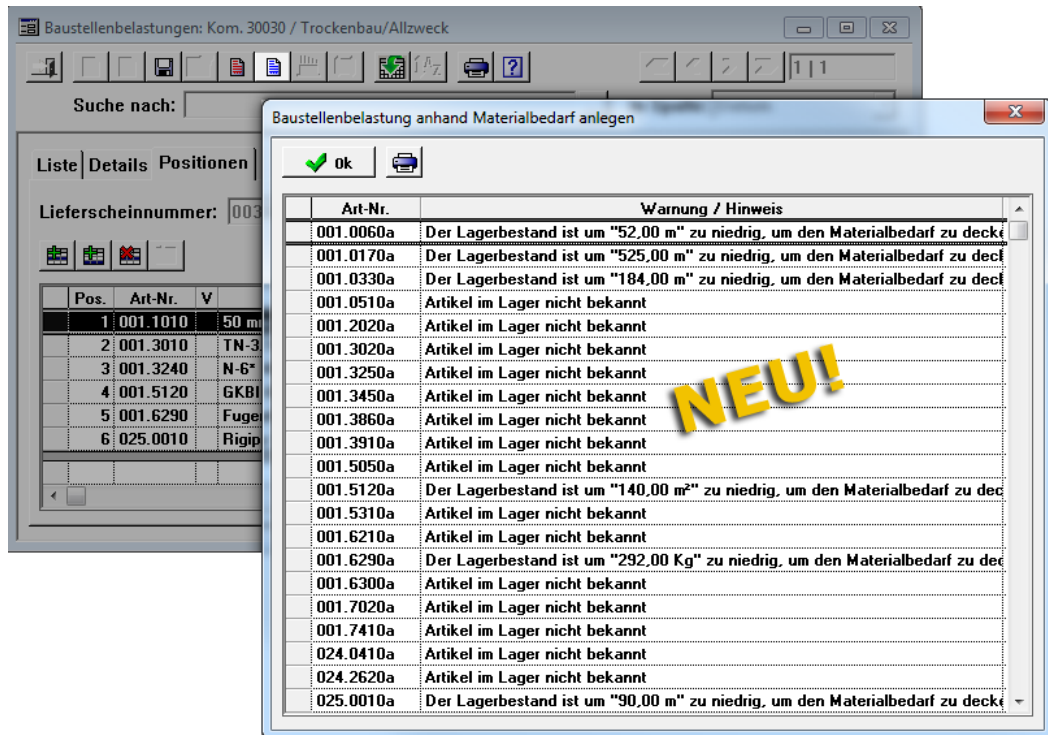 Baustellenbelastungen: Kom. 30030 / Trockenbau/Allzweck
1|1
Suche nach:
Liste Details Positionen
Lieferscheinnummer: 003
Pos. Art-Nr. V
1 001.1010 50
2 001.3010
3 001.3240 N-6*
4 001.5120
5 001.6290
6 025.0010
Baustellenbelastung anhand Materialbedarf anlegen
ok
Art-Nr. Warnung / Hinweis
001.0060a Der Lagerbestand ist um "52,00 m" zu niedrig, um den Materialbedarf zu
001.0170a Der Lagerbestand ist um "525,00 m" zu niedrig, um den Materialbedarf zu
001.0330a Der Lagerbestand ist um "184,00 m" zu niedrig, um den Materialbedarf zu
001.0510a Artikel im Lager nicht bekannt
001.2020a Artikel im Lager nicht bekannt
001.3020a Artikel im Lager nicht bekannt
001.3250a Artikel im Lager nicht bekannt
001.3450a Artikel im Lager nicht bekannt
001.3860a Artikel im Lager nicht bekannt
001.3910a Artikel im Lager nicht bekannt
001.5050a Artikel im Lager nicht bekannt
001.5120a Der Lagerbestand ist um "140,00 m²" zu niedrig, um den Materialbedarf zu
001.5310a Artikel im Lager nicht bekannt
001.6210a Artikel im Lager nicht bekannt
001.6290a Der Lagerbestand ist um "292,00 Kg" zu niedrig, um den Materialbedarf zu
001.6300a Artikel im Lager nicht bekannt
001.7020a Artikel im Lager nicht bekannt
001.7410a Artikel im Lager nicht bekannt
024.0410a Artikel im Lager nicht bekannt
024.2620a Artikel im Lager nicht bekannt
025.0010a Der Lagerbestand ist um "90,00 m" zu niedrig, um den Materialbedarf zu
NEU!